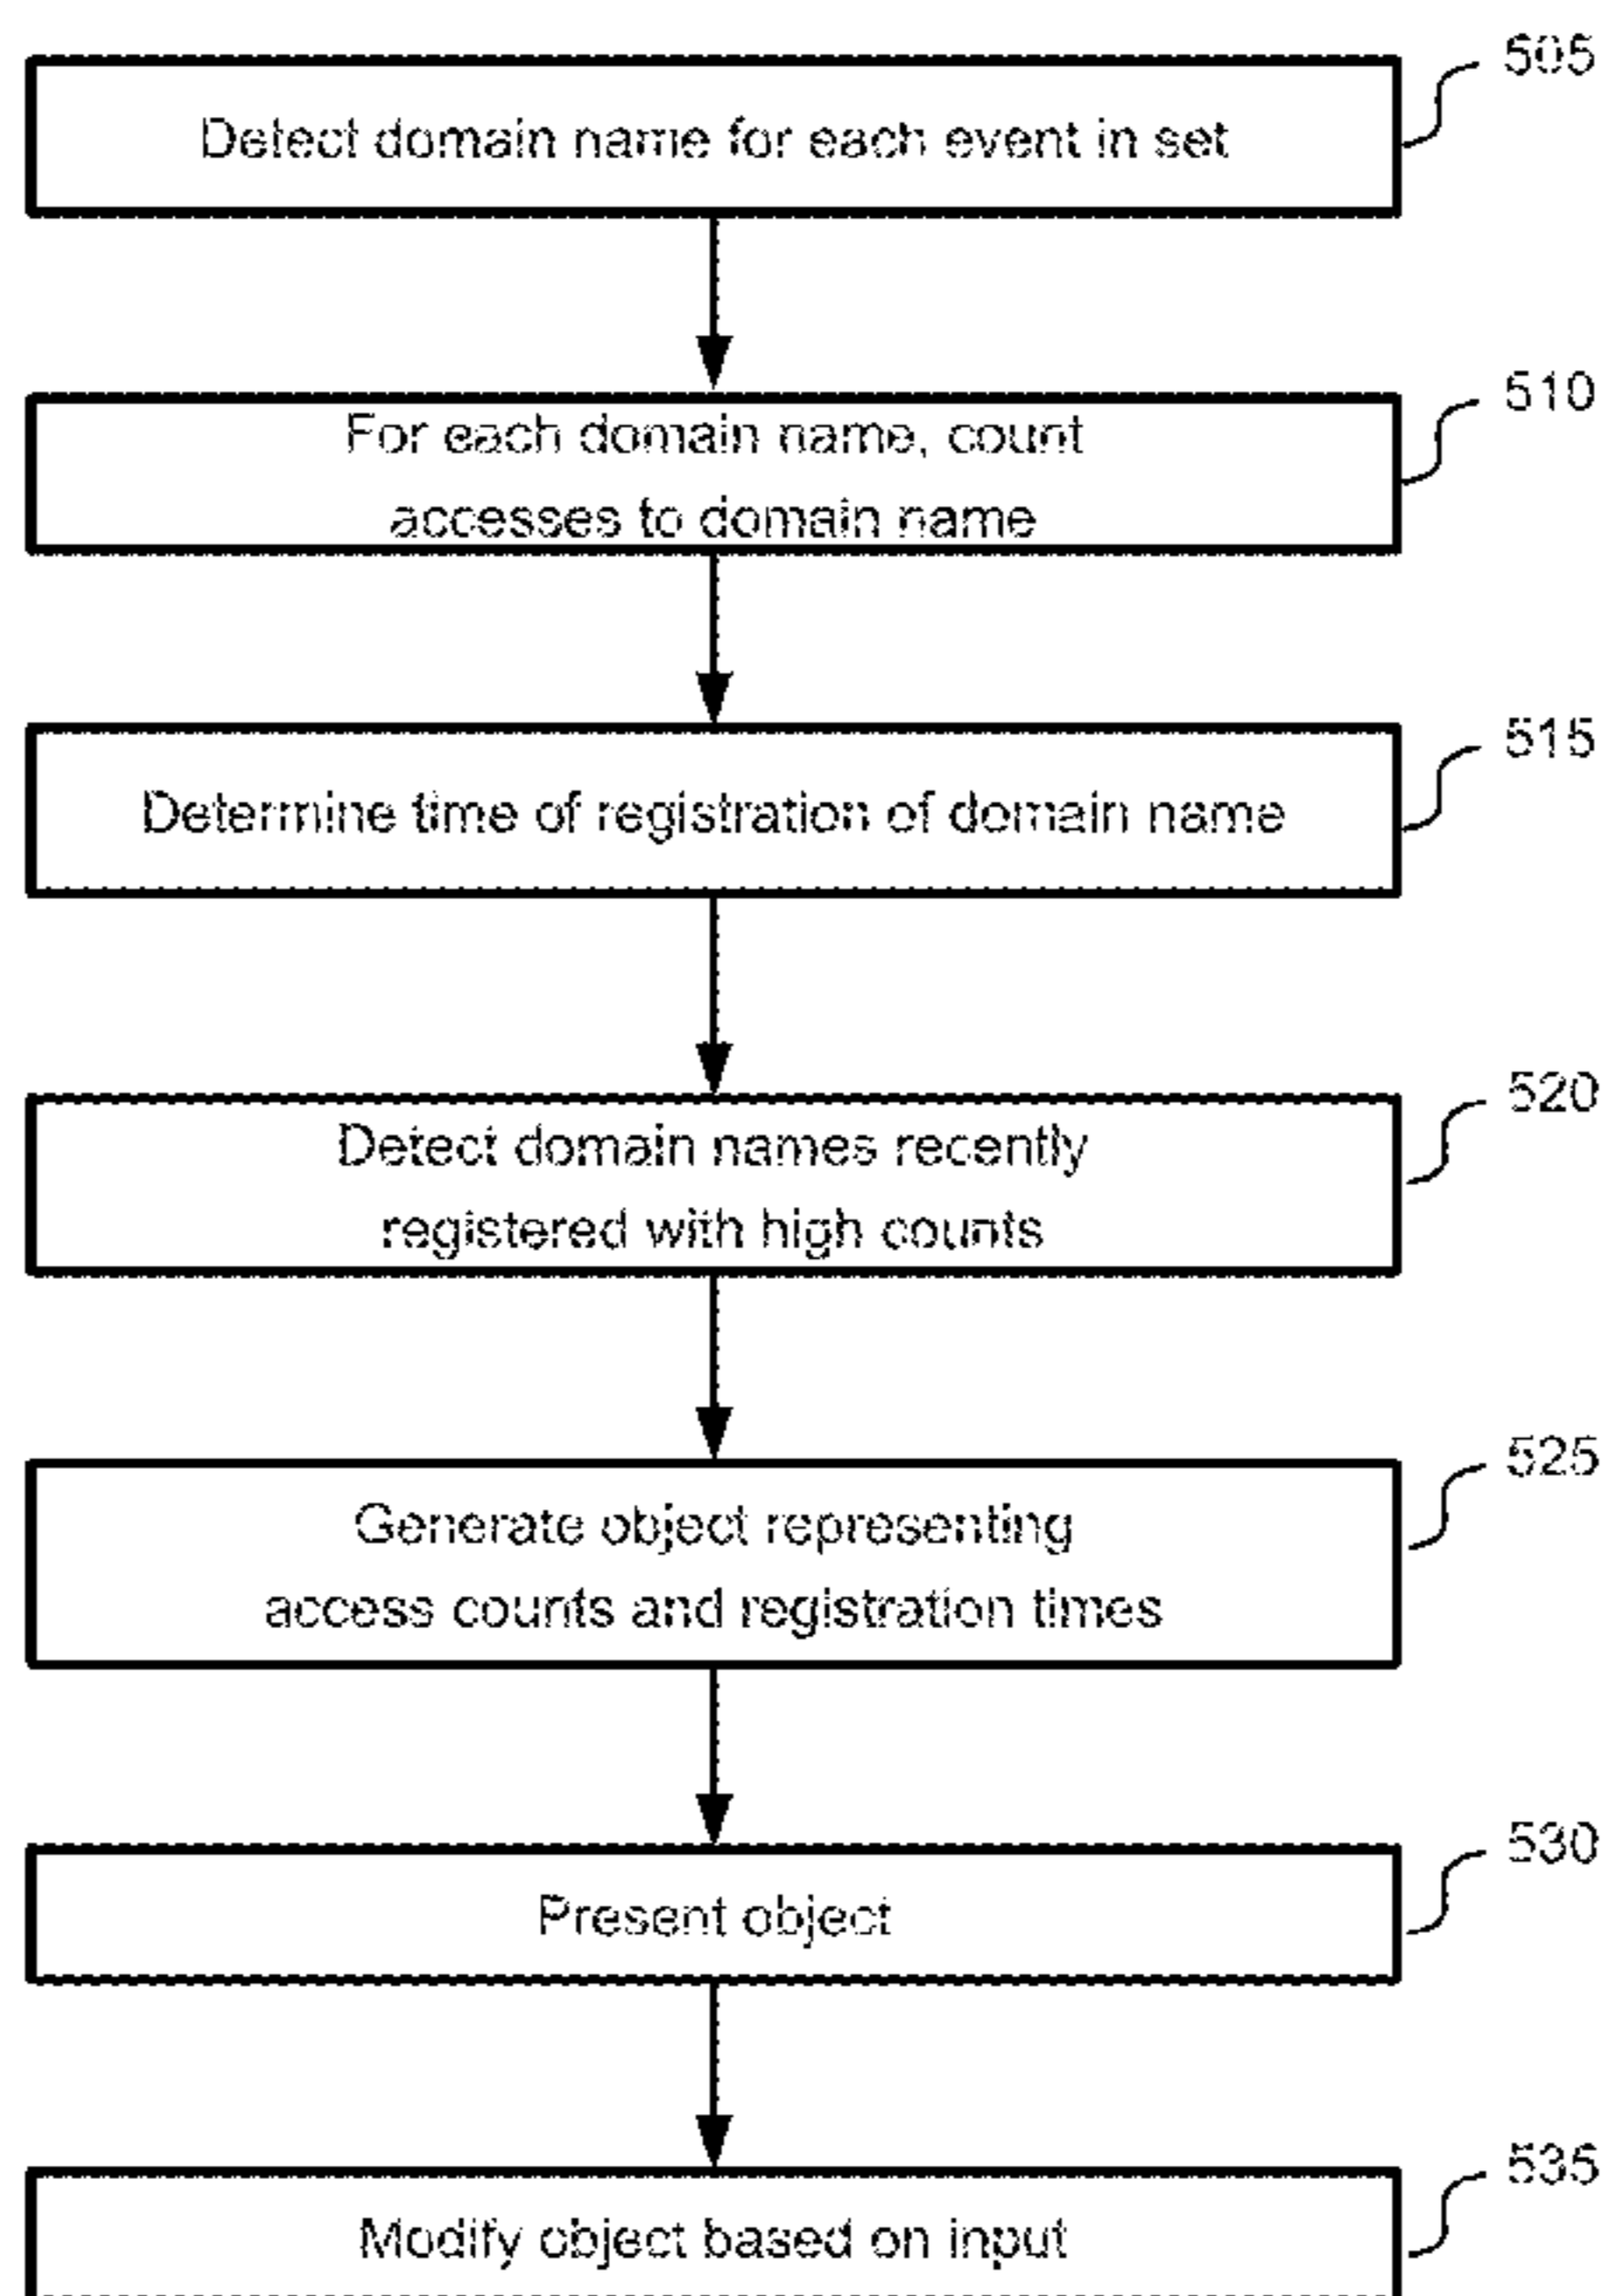 505
Detect domain name for each event in set
510
For each domain name, count
accesses to domain name
515
Determine time of registration of domain name
520
Detect domain names recently
registered with high counts
525
Generate object representing
access counts and registration times
530
Present object
535
Modify object based on input